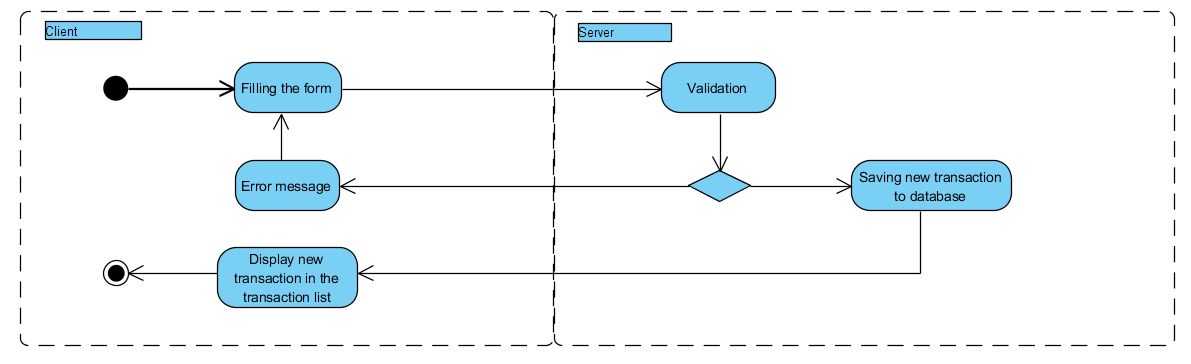 Client
Server
Filling the form
Validation
Error message
Saving new transaction
to database
Display new
transaction in the
transaction list